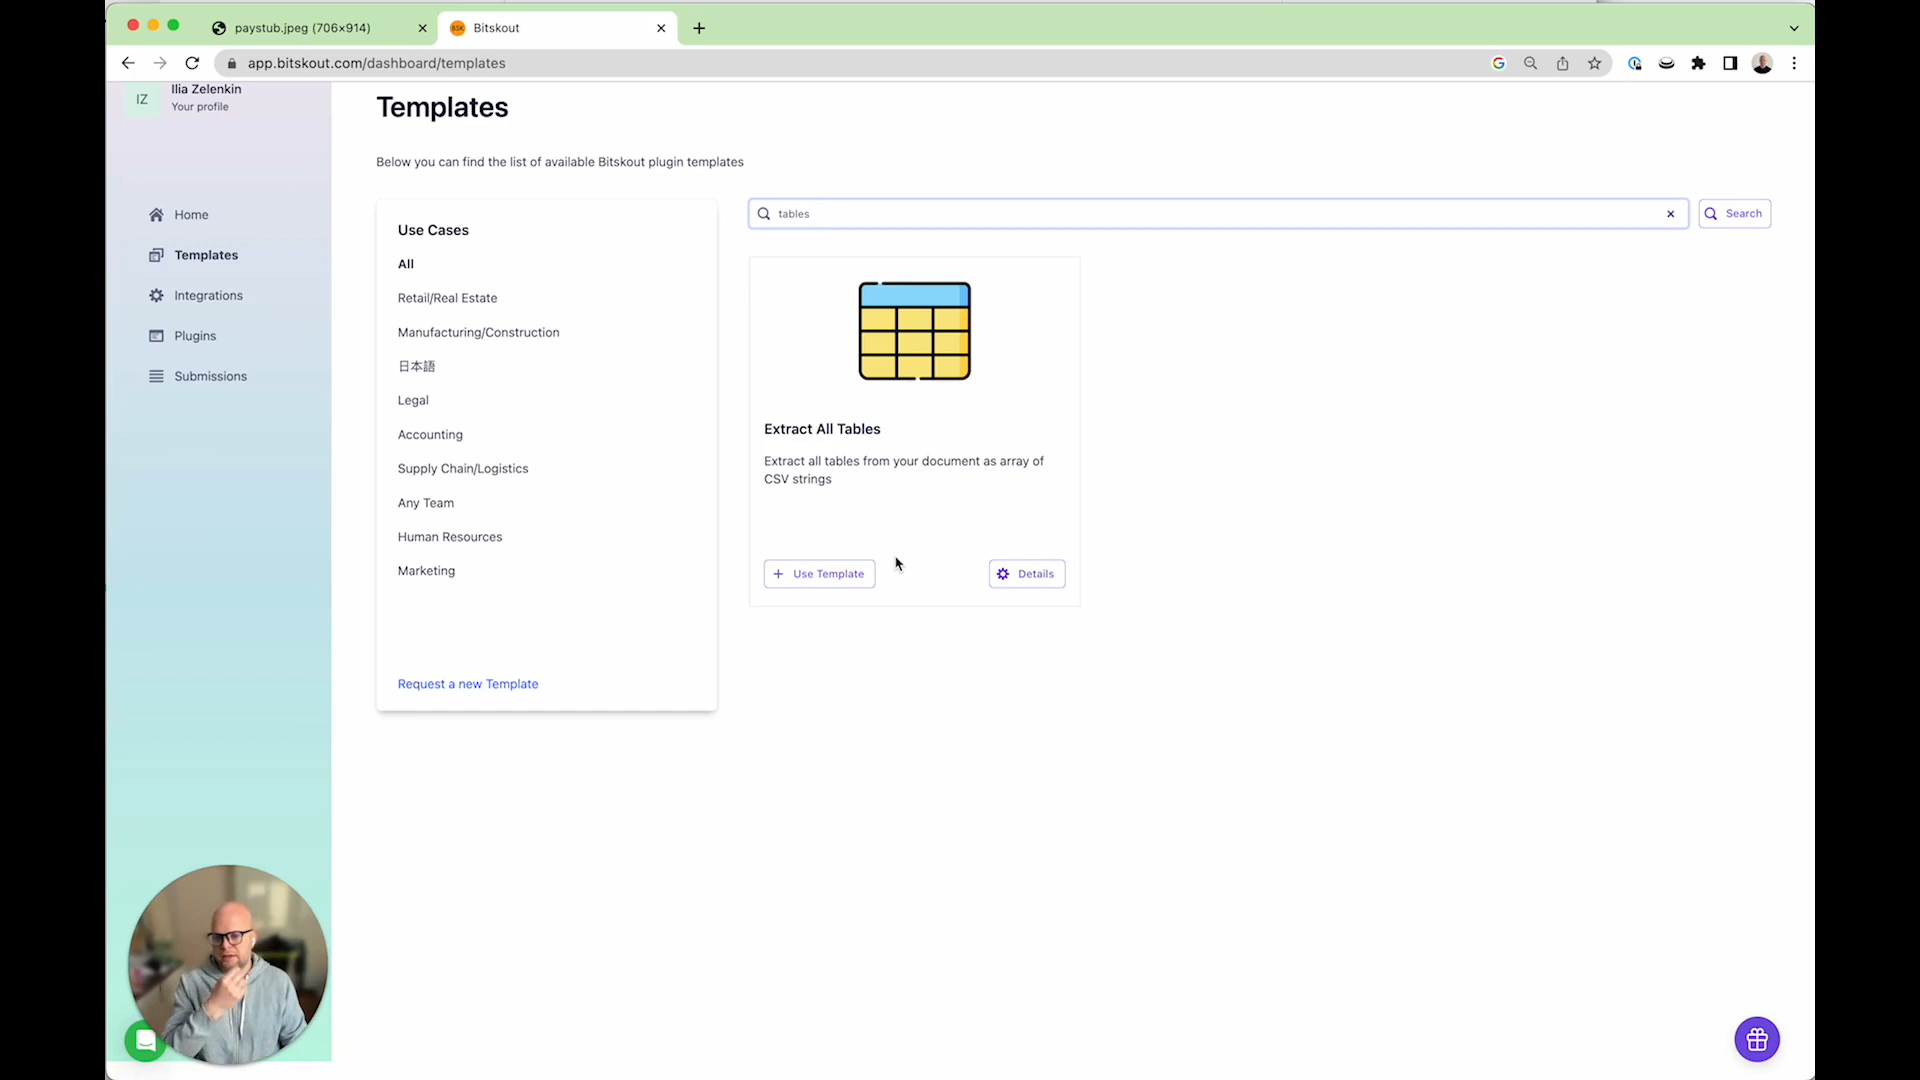 paystub.jpeg (706×914)
BSK
Bitskout
app.bitskout.com/dashboard/templates
IZ
Ilia Zelenkin
Your profile
Home
Templates
Integrations
Plugins
Submissions
Templates
Below you can find the list of available Bitskout plugin templates
Use Cases
All
Retail/Real Estate
Manufacturing/Construction
日本語
Legal
Accounting
Supply Chain/Logistics
Any Team
Human Resources
Marketing
Request a new Template
tables
Search
Extract All Tables
Extract all tables from your document as array of
CSV strings
Use Template
Details